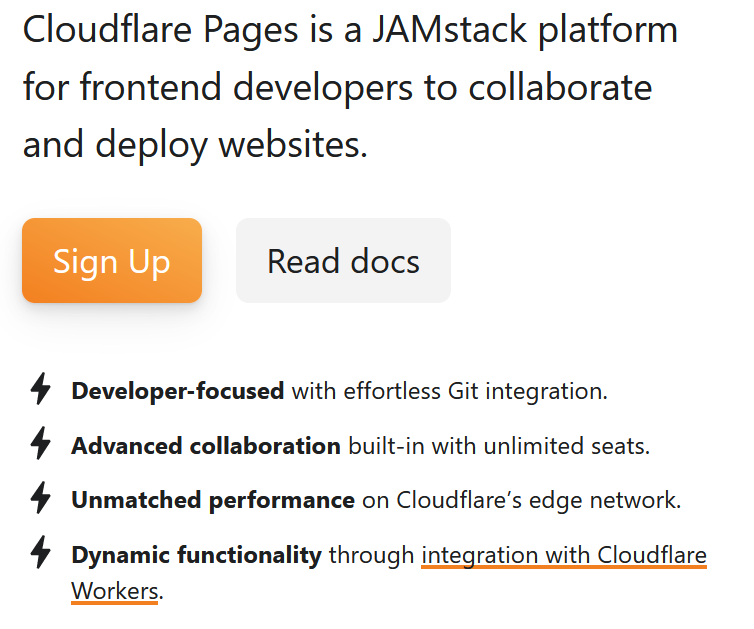 Cloudflare Pages is a JAMstack platform
for frontend developers to collaborate
and deploy websites.
Sign Up
Read docs
Developer-focused with effortless Git integration.
Advanced collaboration built-in with unlimited seats.
Unmatched performance on Cloudflare’s edge network.
Dynamic functionality through integration with Cloudflare
Workers.